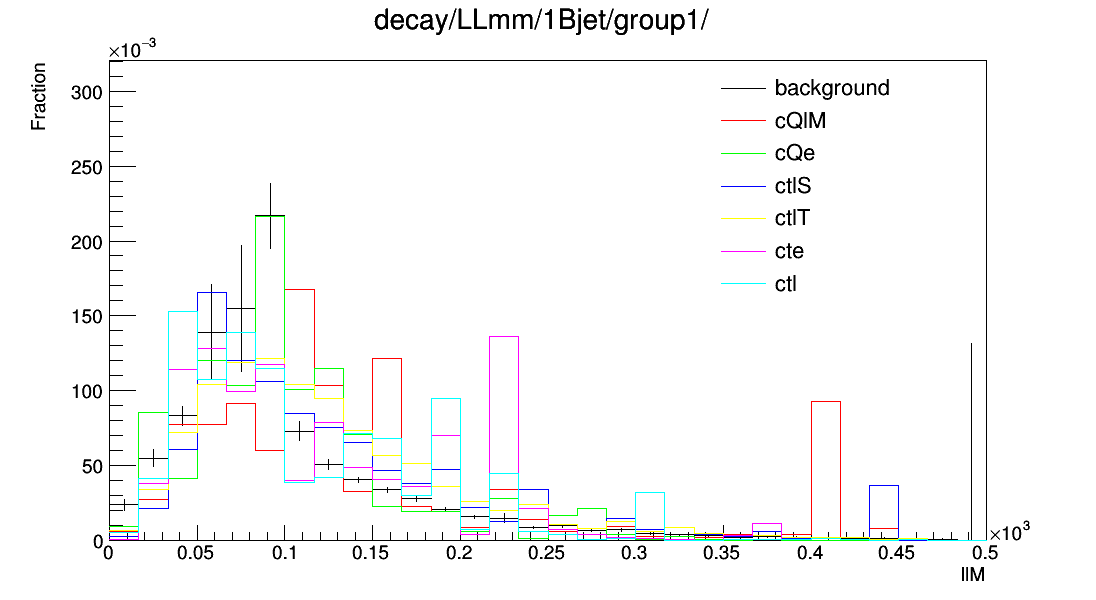 decay/LLmm/1Bjet/group1/
×10⁻³
Fraction
300
250
200
150
100
50
0
background
cQlM
cQe
ctlS
ctlT
cte
ctl
0 0.05 0.1 0.15 0.2 0.25 0.3 0.35 0.4 0.45 0.5
×10³
llM